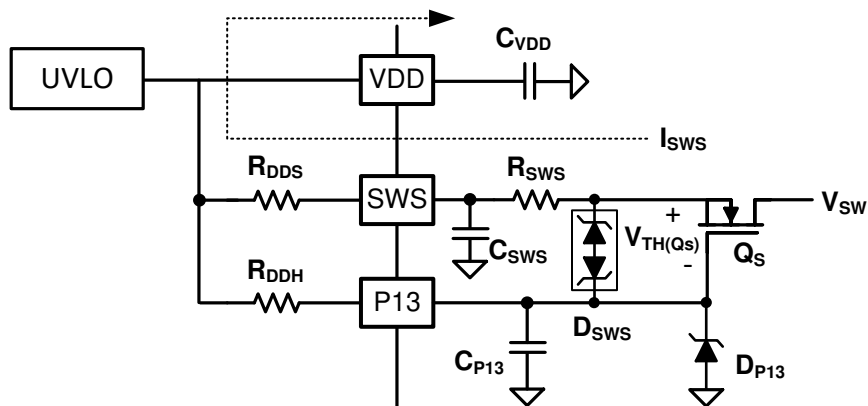 C_VDD
UVLO
VDD
I_SWS
R_DDS
R_SWS
SWS
V_SW
+
V_TH(Qs)
C_SWS
-
Q_S
R_DDH
P13
D_SWS
C_P13
D_P13